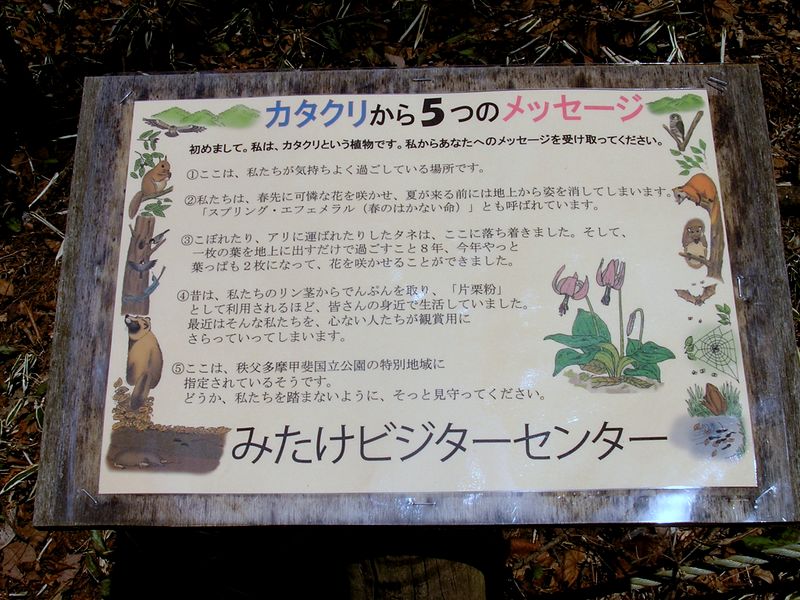 カタクリから5つのメッセージ
初めまして。私は、カタクリという植物です。私からあなたへのメッセージを受け取ってください。
①ここは、私たちが気持ちよく過ごしている場所です。
②私たちは、春先に可憐な花を咲かせ、夏が来る前には地上から姿を消してしまいます。
「スプリング・エフェメラル（春のはかない命）」とも呼ばれています。
③こぼれたり、アリに運ばれたりしたタネは、ここに落ち着きました。そして、
一枚の葉を地上に出すだけで過ごすこと８年、今年やっと
葉っぱも２枚になって、花を咲かせることができました。
④昔は、私たちのリン茎からでんぷんを取り、「片栗粉」
として利用されるほど、皆さんの身近で生活していました。
最近はそんな私たちを、心ない人たちが観賞用に
さらっていってしまいます。
⑤ここは、秩父多摩甲斐国立公園の特別地域に
指定されているそうです。
どうか、私たちを踏まないように、そっと見守ってください。
みたけビジターセンター